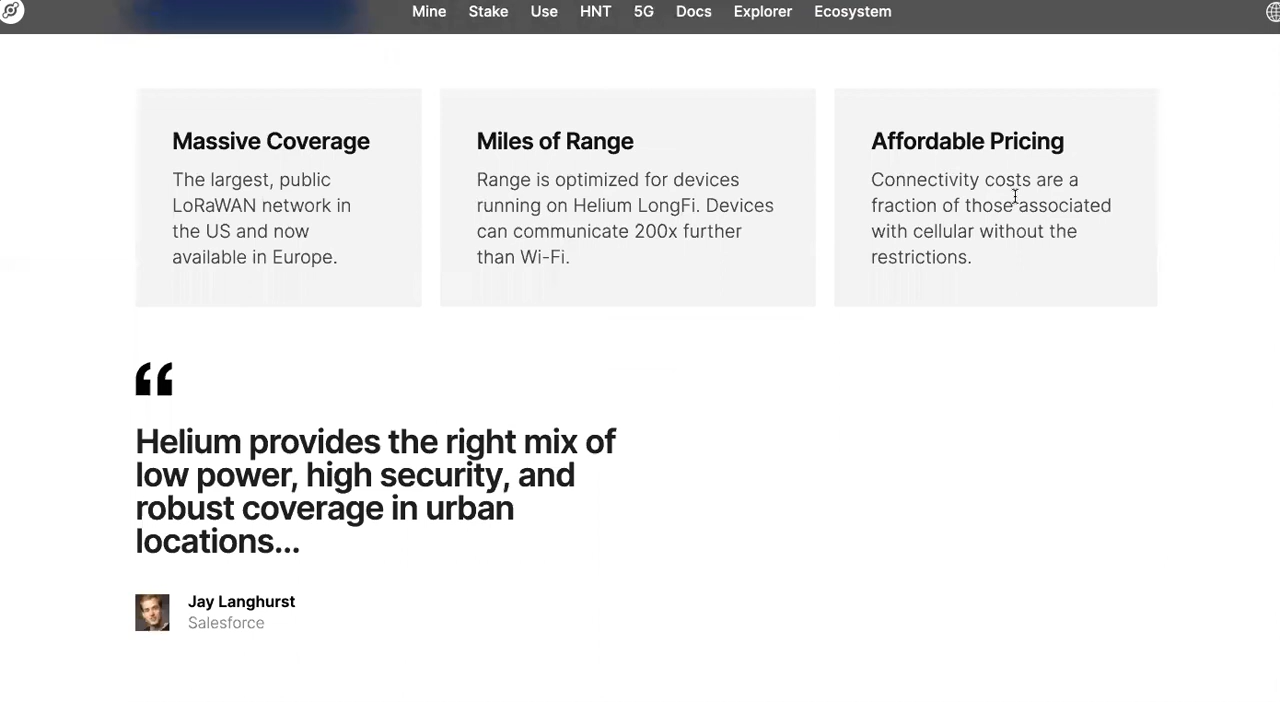 Mine Stake Use HNT 5G Docs Explorer Ecosystem
Massive Coverage
The largest, public
LoRaWAN network in
the US and now
available in Europe.
Miles of Range
Range is optimized for devices
running on Helium LongFi. Devices
can communicate 200x further
than Wi-Fi.
Affordable Pricing
Connectivity costs are a
fraction of those associated
with cellular without the
restrictions.
“
Helium provides the right mix of
low power, high security, and
robust coverage in urban
locations...
Jay Langhurst
Salesforce